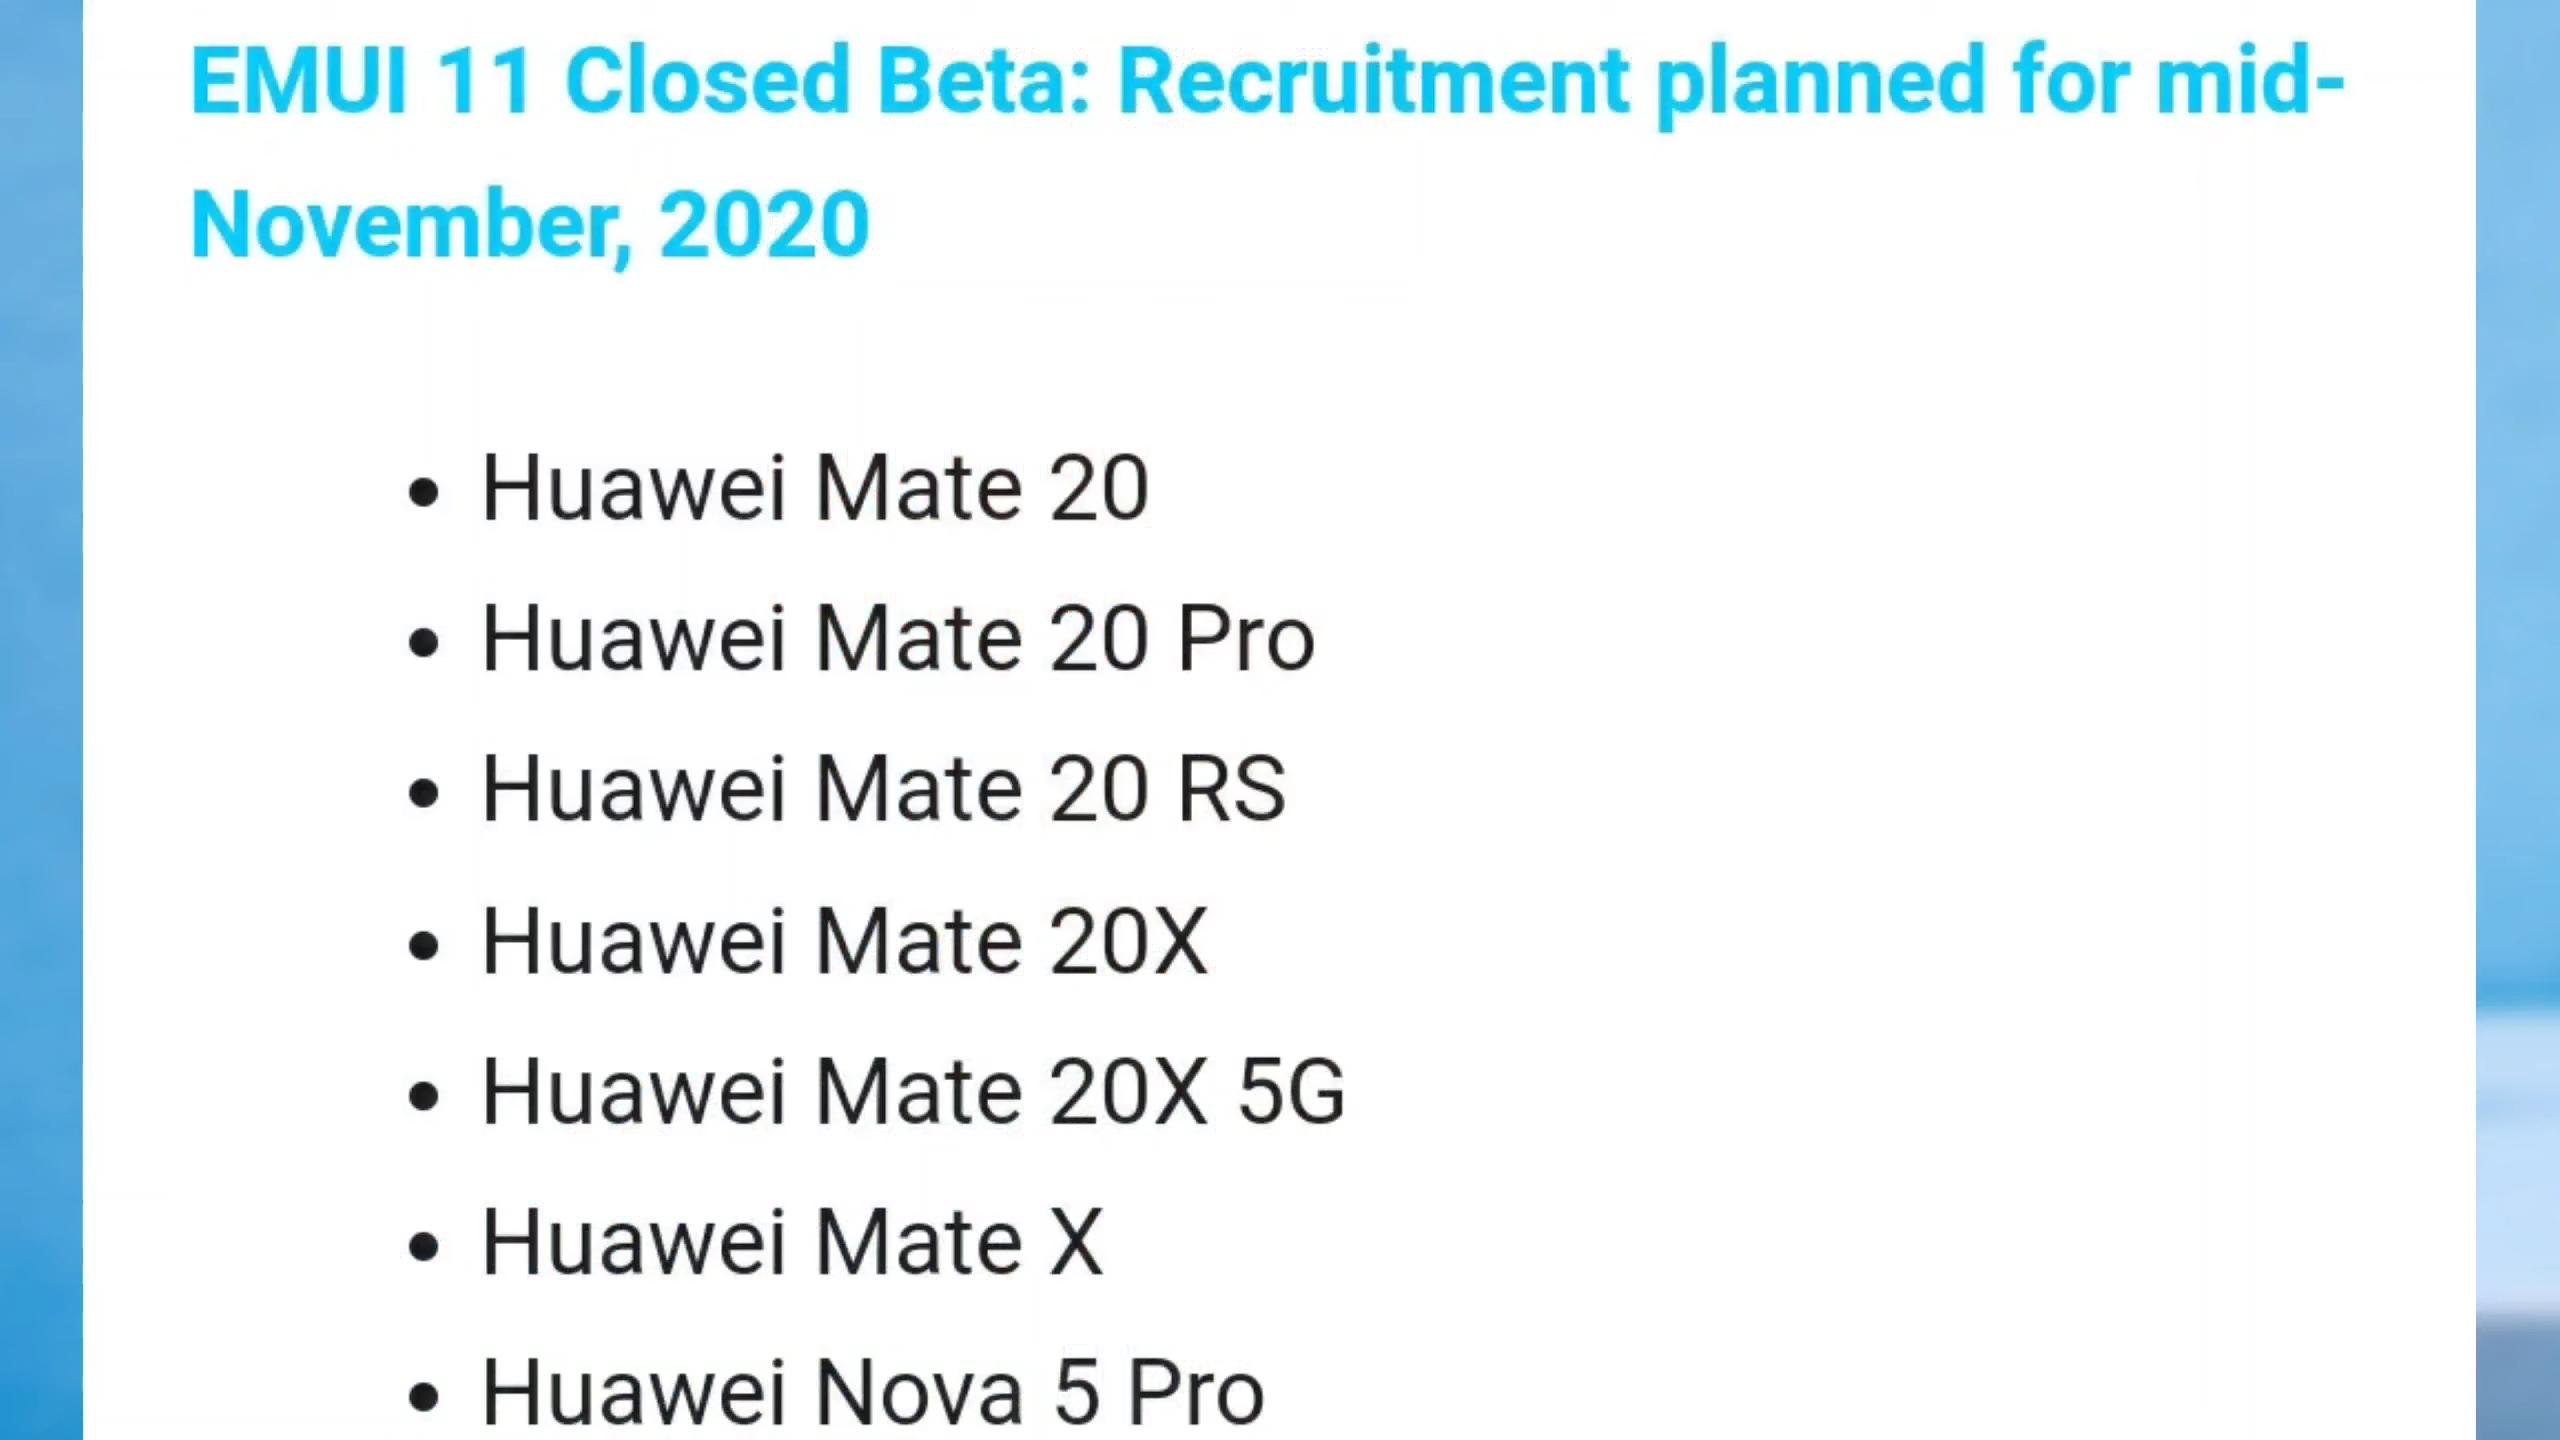 EMUI 11 Closed Beta: Recruitment planned for mid-
November, 2020
• Huawei Mate 20
• Huawei Mate 20 Pro
• Huawei Mate 20 RS
• Huawei Mate 20X
• Huawei Mate 20X 5G
• Huawei Mate X
• Huawei Nova 5 Pro